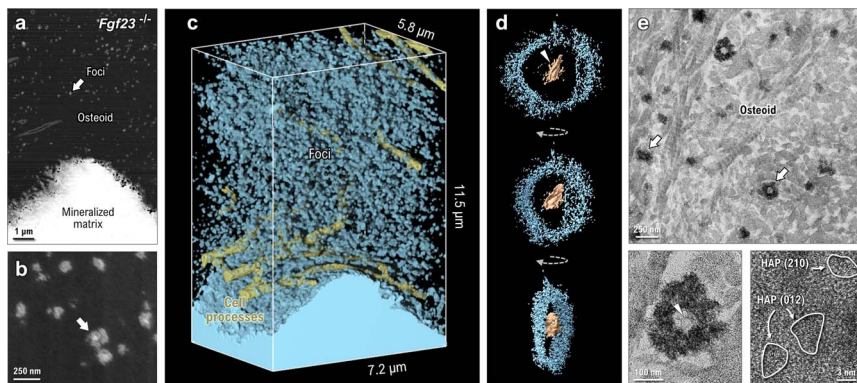 a
Fgf23 -/-
Foci
Osteoid
Mineralized
matrix
1 µm
b
250 nm
c
5.8 µm
Foci
11.5 µm
Cell
processes
7.2 µm
d
e
Osteoid
250 nm
100 nm
HAP (210)
HAP (012)
3 nm